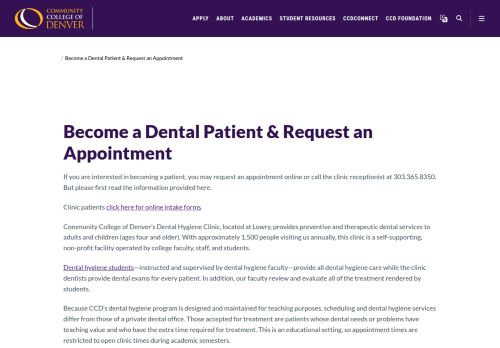 COMMUNITY
COLLEGE OF
DENVER
APPLY ABOUT ACADEMICS STUDENT RESOURCES CCDCONNECT CCD FOUNDATION
/ Become a Dental Patient & Request an Appointment
Become a Dental Patient & Request an
Appointment
If you are interested in becoming a patient, you may request an appointment online or call the clinic receptionist at 303.365.8350.
But please first read the information provided here.
Clinic patients click here for online intake forms.
Community College of Denver's Dental Hygiene Clinic, located at Lowry, provides preventive and therapeutic dental services to
adults and children (ages four and older). With approximately 1,500 people visiting us annually, this clinic is a self-supporting,
non-profit facility operated by college faculty, staff, and students.
Dental hygiene students—instructed and supervised by dental hygiene faculty—provide all dental hygiene care while the clinic
dentists provide dental exams for every patient. In addition, our faculty review and evaluate all of the treatment rendered by
students.
Because CCD's dental hygiene program is designed and maintained for teaching purposes, scheduling and dental hygiene services
differ from those of a private dental office. Those accepted for treatment are patients whose dental needs or problems have
teaching value and who have the extra time required for treatment. This is an educational setting, so appointment times are
restricted to open clinic times during academic semesters.